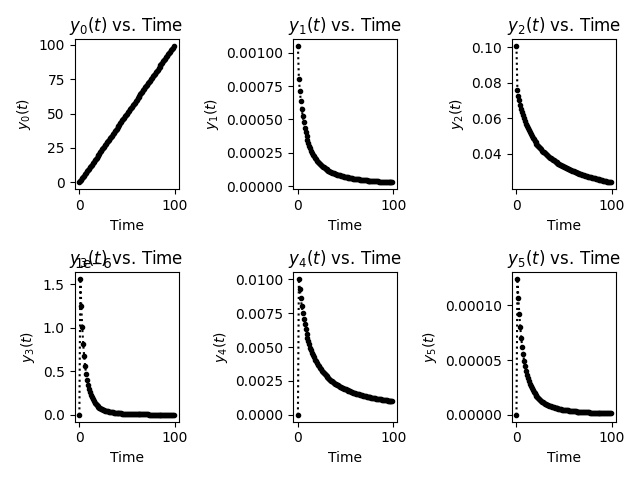 y₀(t) vs. Time
y₁(t) vs. Time
y₂(t) vs. Time
100
75
50
25
0
y₀(t)
0.00100
0.00075
0.00050
0.00025
0.00000
y₁(t)
0.10
0.08
0.06
0.04
y₂(t)
0 100
0 100
0 100
Time
Time
Time
y₃(t) vs. Time
1e−6
y₄(t) vs. Time
y₅(t) vs. Time
1.5
1.0
0.5
0.0
y₃(t)
0.0100
0.0075
0.0050
0.0025
0.0000
y₄(t)
0.00010
0.00005
0.00000
y₅(t)
0 100
0 100
0 100
Time
Time
Time